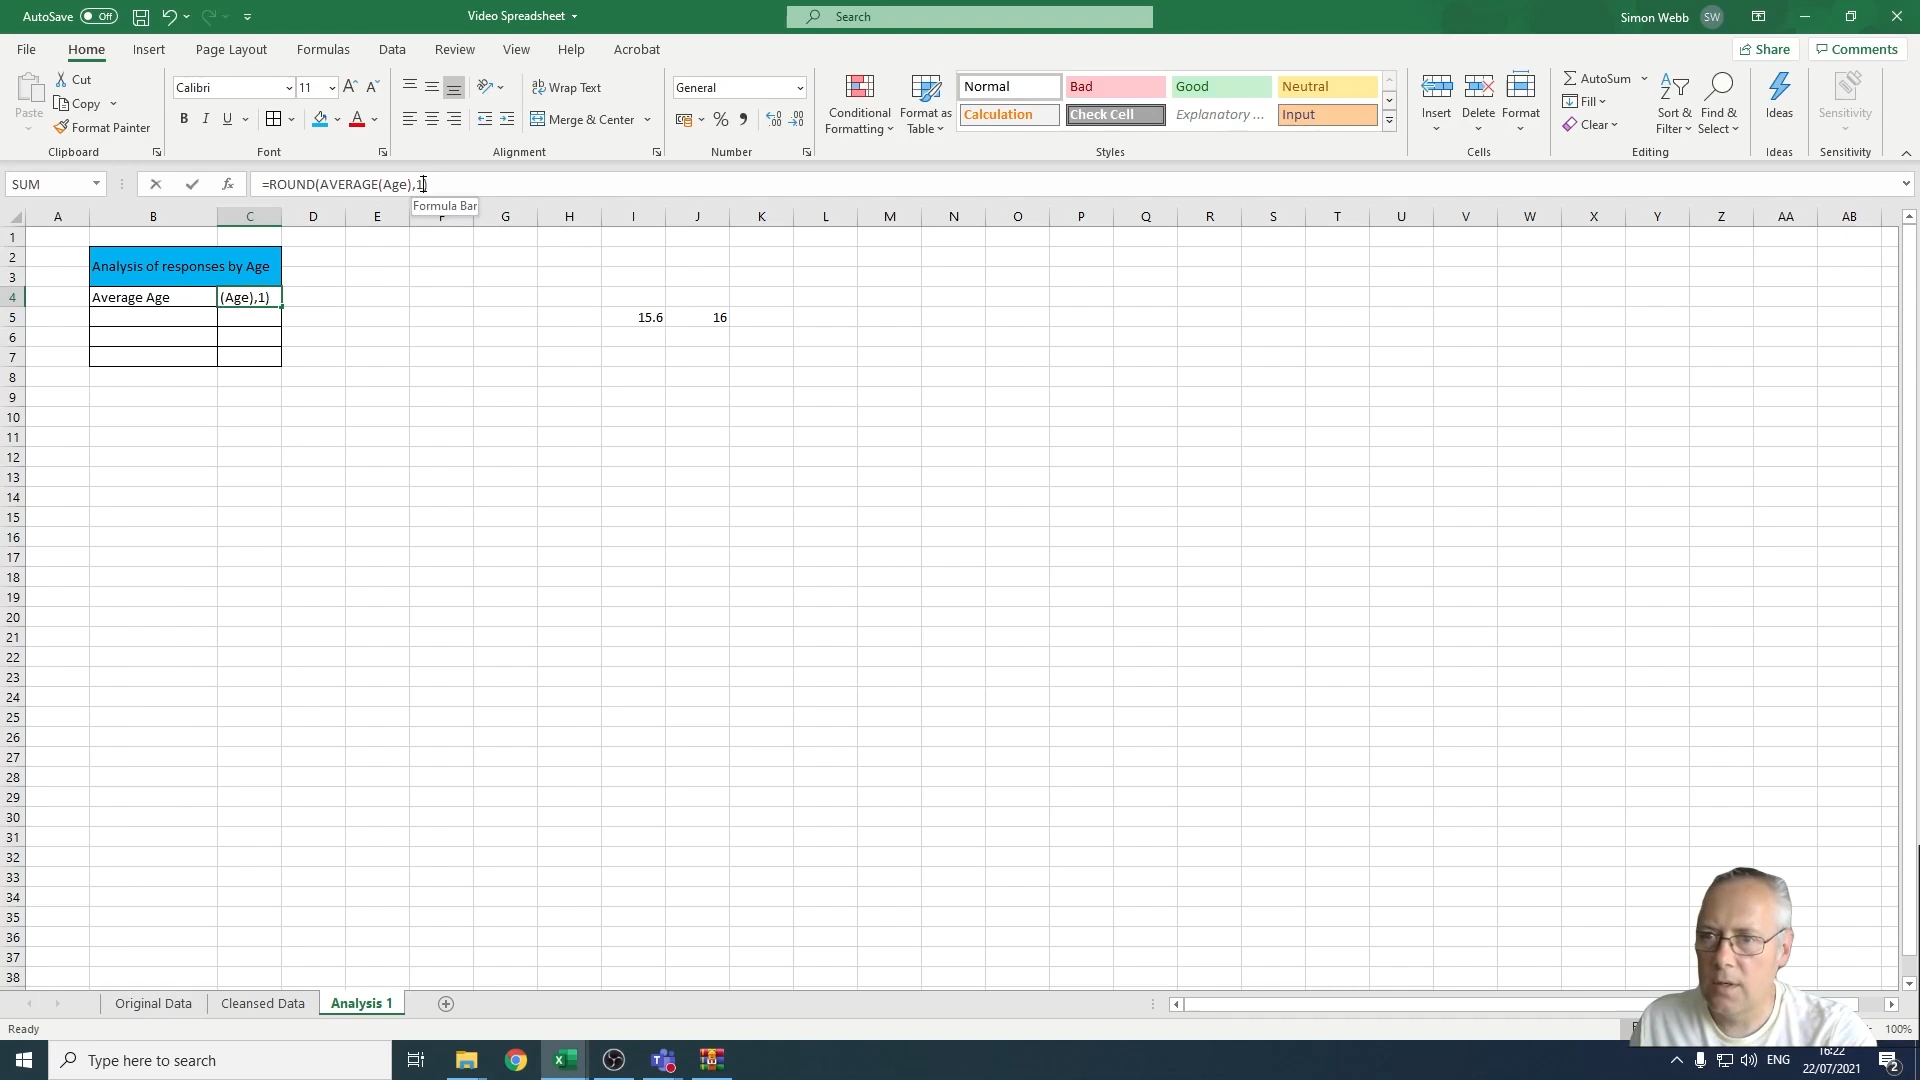 AutoSave Off Video Spreadsheet Search Simon Webb SW
File Home Insert Page Layout Formulas Data Review View Help Acrobat Share Comments
Paste Cut Copy Format Painter Clipboard
Calibri 11 A A B I U A Font
Wrap Text Merge & Center Alignment
General % Number
Conditional Formatting Format as Table
Normal Bad Good Neutral
Calculation Check Cell Explanatory ... Input
Styles
Insert Delete Format Cells
AutoSum Fill Clear Sort & Filter Find & Select Editing
Ideas Ideas
Sensitivity Sensitivity
SUM fx =ROUND(AVERAGE(Age),1)
Formula Bar
A B C D E F G H I J K L M N O P Q R S T U V W X Y Z AA AB
1
2 Analysis of responses by Age
3
4 Average Age (Age),1)
5 15.6 16
6
7
8
9
10
11
12
13
14
15
16
17
18
19
20
21
22
23
24
25
26
27
28
29
30
31
32
33
34
35
36
37
38
Original Data Cleansed Data Analysis 1
Ready 100%
Type here to search ENG 16:22
22/07/2021 2